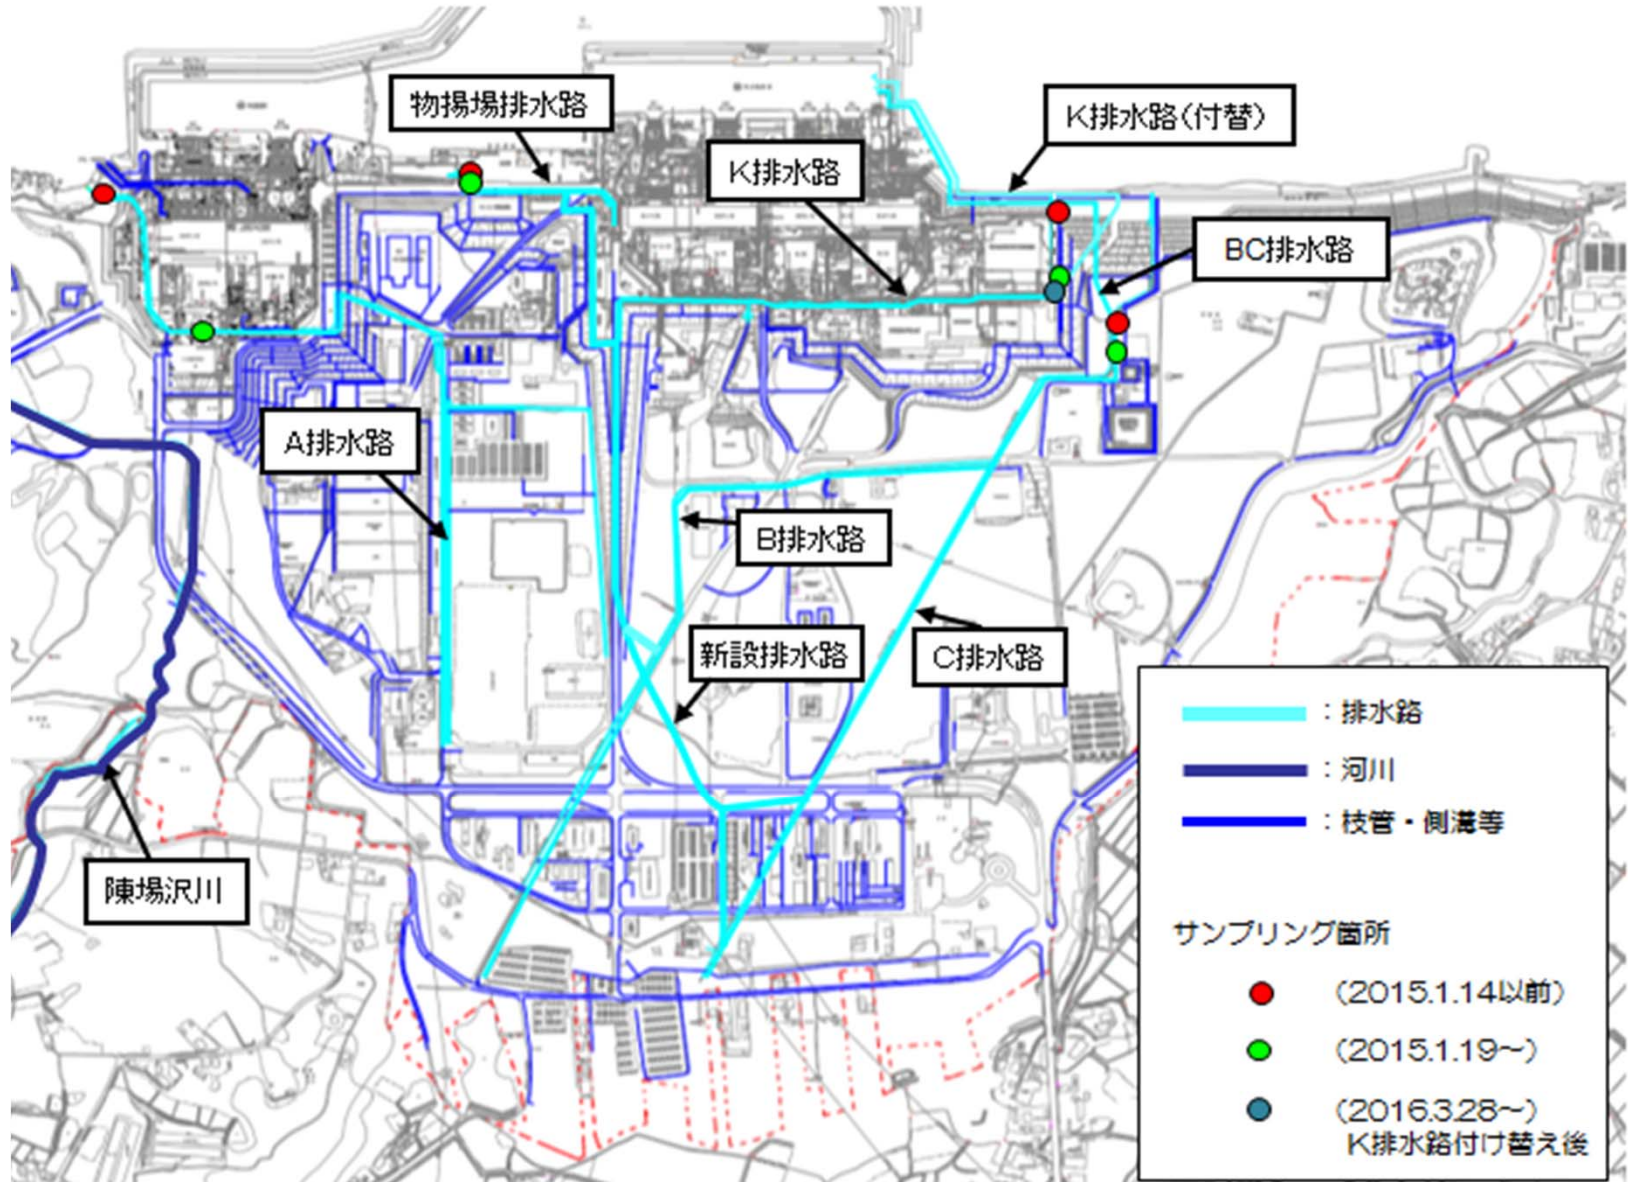 物揚場排水路
K排水路(付替)
K排水路
BC排水路
A排水路
B排水路
新設排水路
C排水路
陳場沢川
:排水路
:河川
:枝管・側溝等
サンプリング箇所
(2015.1.14以前)
(2015.1.19～)
(2016.3.28～)
K排水路付け替え後